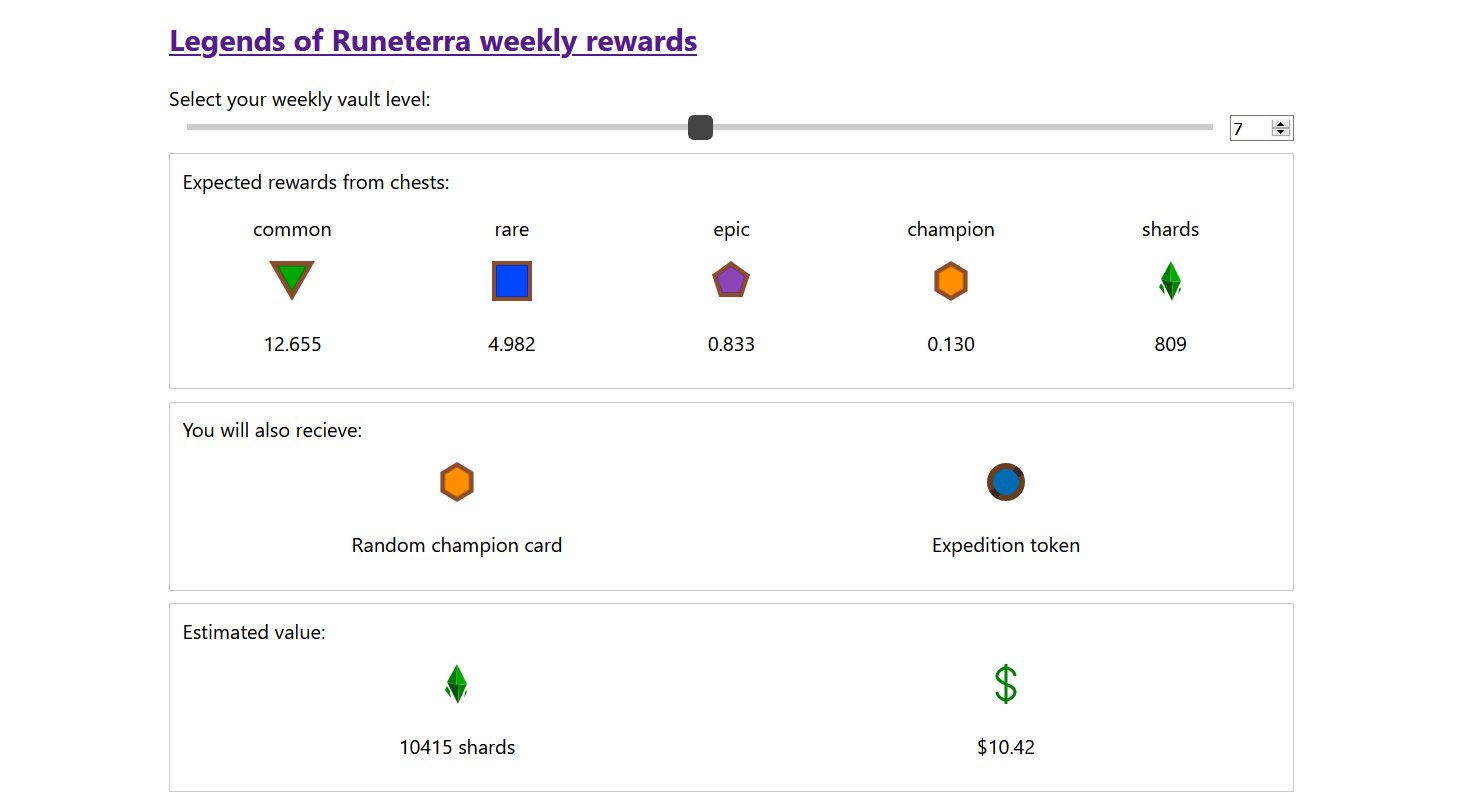 Legends of Runeterra weekly rewards
Select your weekly vault level:
7
Expected rewards from chests:
common rare epic champion shards
12.655 4.982 0.833 0.130 809
You will also recieve:
Random champion card Expedition token
Estimated value:
$
10415 shards $10.42